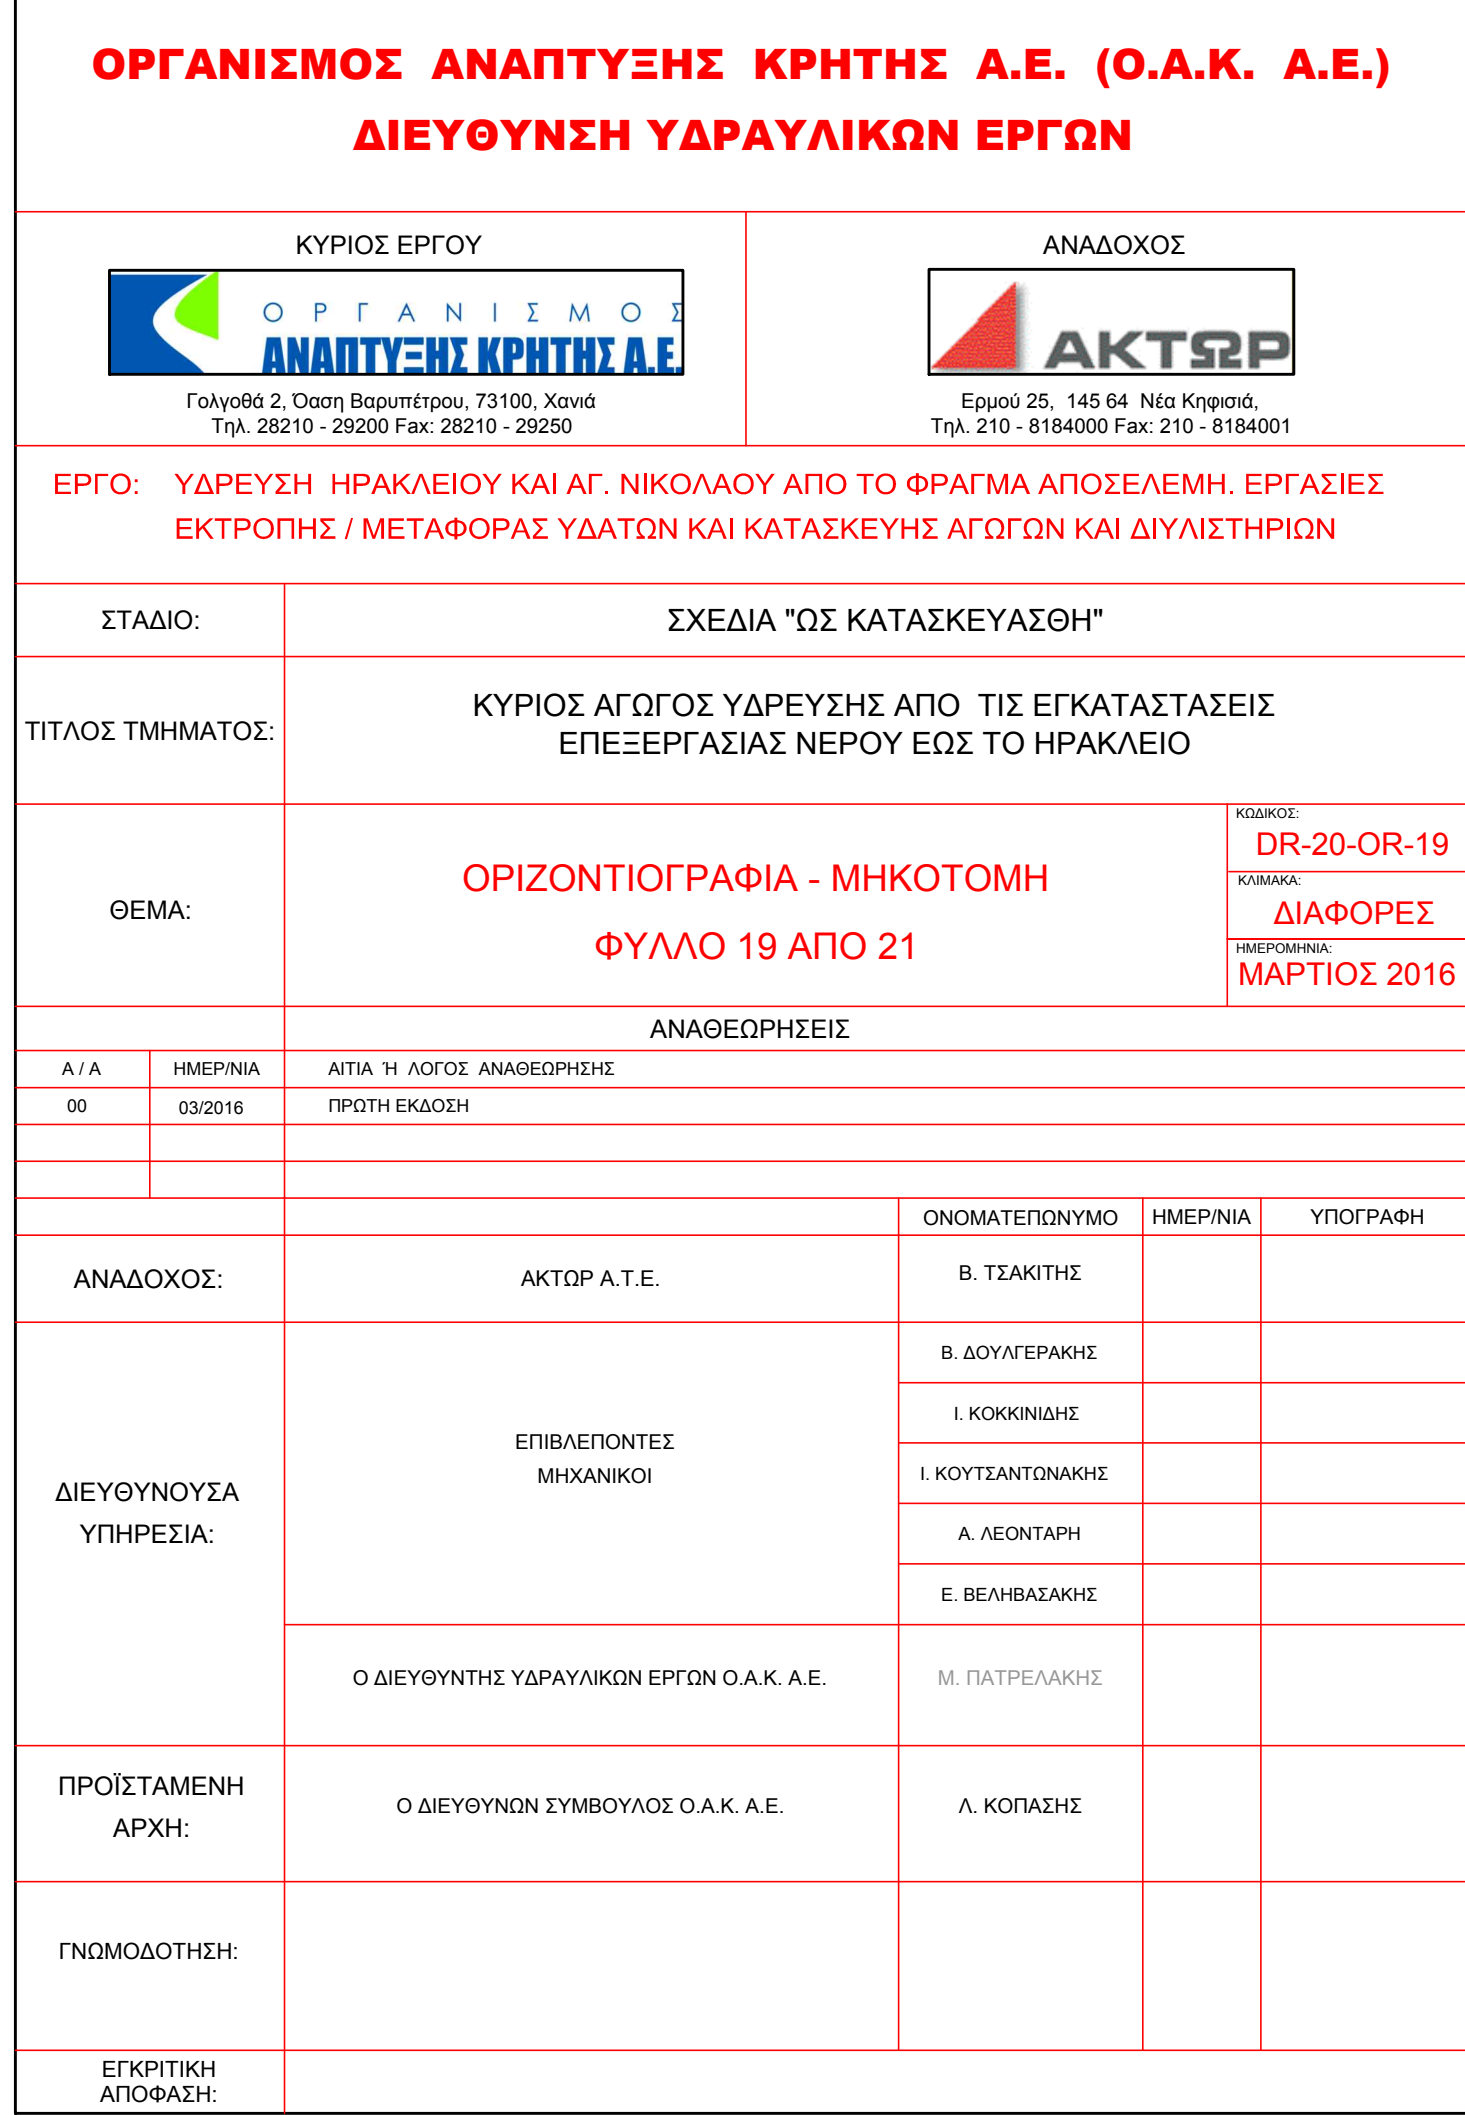 ΟΡΓΑΝΙΣΜΟΣ ΑΝΑΠΤΥΞΗΣ ΚΡΗΤΗΣ Α.Ε. (Ο.Α.Κ. Α.Ε.)
ΔΙΕΥΘΥΝΣΗ ΥΔΡΑΥΛΙΚΩΝ ΕΡΓΩΝ
ΚΥΡΙΟΣ ΕΡΓΟΥ
ΟΡΓΑΝΙΣΜΟΣ
ΑΝΑΠΤΥΞΗΣ ΚΡΗΤΗΣ Α.Ε.
Γολγοθά 2, Όαση Βαρυπέτρου, 73100, Χανιά
Τηλ. 28210 - 29200 Fax: 28210 - 29250
ΑΝΑΔΟΧΟΣ
ΑΚΤΩΡ
Ερμού 25, 145 64 Νέα Κηφισιά,
Τηλ. 210 - 8184000 Fax: 210 - 8184001
ΕΡΓΟ: ΥΔΡΕΥΣΗ ΗΡΑΚΛΕΙΟΥ ΚΑΙ ΑΓ. ΝΙΚΟΛΑΟΥ ΑΠΟ ΤΟ ΦΡΑΓΜΑ ΑΠΟΣΕΛΕΜΗ. ΕΡΓΑΣΙΕΣ
ΕΚΤΡΟΠΗΣ / ΜΕΤΑΦΟΡΑΣ ΥΔΑΤΩΝ ΚΑΙ ΚΑΤΑΣΚΕΥΗΣ ΑΓΩΓΩΝ ΚΑΙ ΔΙΥΛΙΣΤΗΡΙΩΝ
ΣΤΑΔΙΟ: ΣΧΕΔΙΑ "ΩΣ ΚΑΤΑΣΚΕΥΑΣΘΗ"
ΤΙΤΛΟΣ ΤΜΗΜΑΤΟΣ:
ΚΥΡΙΟΣ ΑΓΩΓΟΣ ΥΔΡΕΥΣΗΣ ΑΠΟ ΤΙΣ ΕΓΚΑΤΑΣΤΑΣΕΙΣ
ΕΠΕΞΕΡΓΑΣΙΑΣ ΝΕΡΟΥ ΕΩΣ ΤΟ ΗΡΑΚΛΕΙΟ
ΘΕΜΑ:
ΟΡΙΖΟΝΤΙΟΓΡΑΦΙΑ - ΜΗΚΟΤΟΜΗ
ΦΥΛΛΟ 19 ΑΠΟ 21
ΚΩΔΙΚΟΣ:
DR-20-OR-19
ΚΛΙΜΑΚΑ:
ΔΙΑΦΟΡΕΣ
ΗΜΕΡΟΜΗΝΙΑ:
ΜΑΡΤΙΟΣ 2016
ΑΝΑΘΕΩΡΗΣΕΙΣ
Α / Α ΗΜΕΡ/ΝΙΑ ΑΙΤΙΑ Ή ΛΟΓΟΣ ΑΝΑΘΕΩΡΗΣΗΣ
00 03/2016 ΠΡΩΤΗ ΕΚΔΟΣΗ
ΟΝΟΜΑΤΕΠΩΝΥΜΟ ΗΜΕΡ/ΝΙΑ ΥΠΟΓΡΑΦΗ
ΑΝΑΔΟΧΟΣ: ΑΚΤΩΡ Α.Τ.Ε. Β. ΤΣΑΚΙΤΗΣ
ΔΙΕΥΘΥΝΟΥΣΑ
ΥΠΗΡΕΣΙΑ:
ΕΠΙΒΛΕΠΟΝΤΕΣ
ΜΗΧΑΝΙΚΟΙ
Β. ΔΟΥΛΓΕΡΑΚΗΣ
Ι. ΚΟΚΚΙΝΙΔΗΣ
Ι. ΚΟΥΤΣΑΝΤΩΝΑΚΗΣ
Α. ΛΕΟΝΤΑΡΗ
Ε. ΒΕΛΗΒΑΣΑΚΗΣ
Ο ΔΙΕΥΘΥΝΤΗΣ ΥΔΡΑΥΛΙΚΩΝ ΕΡΓΩΝ Ο.Α.Κ. Α.Ε. Μ. ΠΑΤΡΕΛΑΚΗΣ
ΠΡΟΪΣΤΑΜΕΝΗ
ΑΡΧΗ:
Ο ΔΙΕΥΘΥΝΩΝ ΣΥΜΒΟΥΛΟΣ Ο.Α.Κ. Α.Ε. Λ. ΚΟΠΑΣΗΣ
ΓΝΩΜΟΔΟΤΗΣΗ:
ΕΓΚΡΙΤΙΚΗ
ΑΠΟΦΑΣΗ: